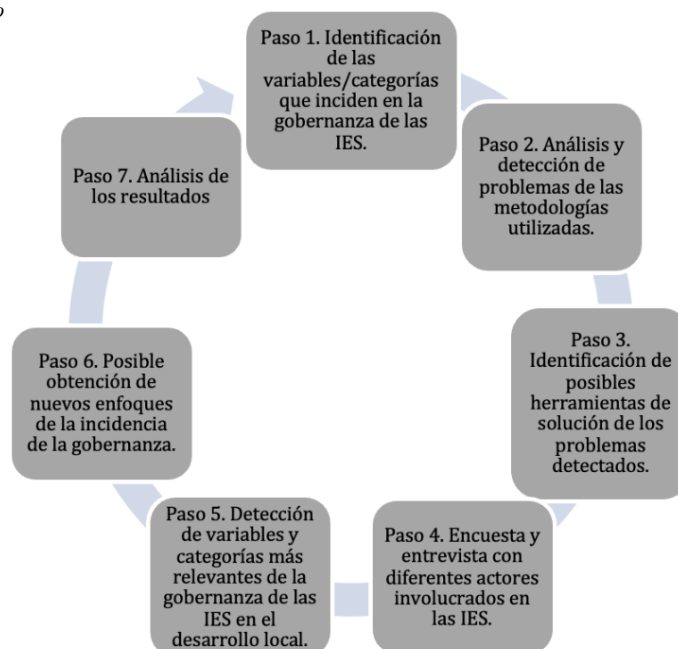 Paso 1. Identificación
de las
variables/categorías
que inciden en la
gobernanza de las
IES.
Paso 2. Análisis y
detección de
problemas de las
metodologías
utilizadas.
Paso 3.
Identificación de
posibles
herramientas de
solución de los
problemas
detectados.
Paso 4. Encuesta y
entrevista con
diferentes actores
involucrados en
las IES.
Paso 5. Detección
de variables y
categorías más
relevantes de la
gobernanza de las
IES en el
desarrollo local.
Paso 6. Posible
obtención de
nuevos enfoques
de la incidencia
de la gobernanza.
Paso 7. Análisis de
los resultados